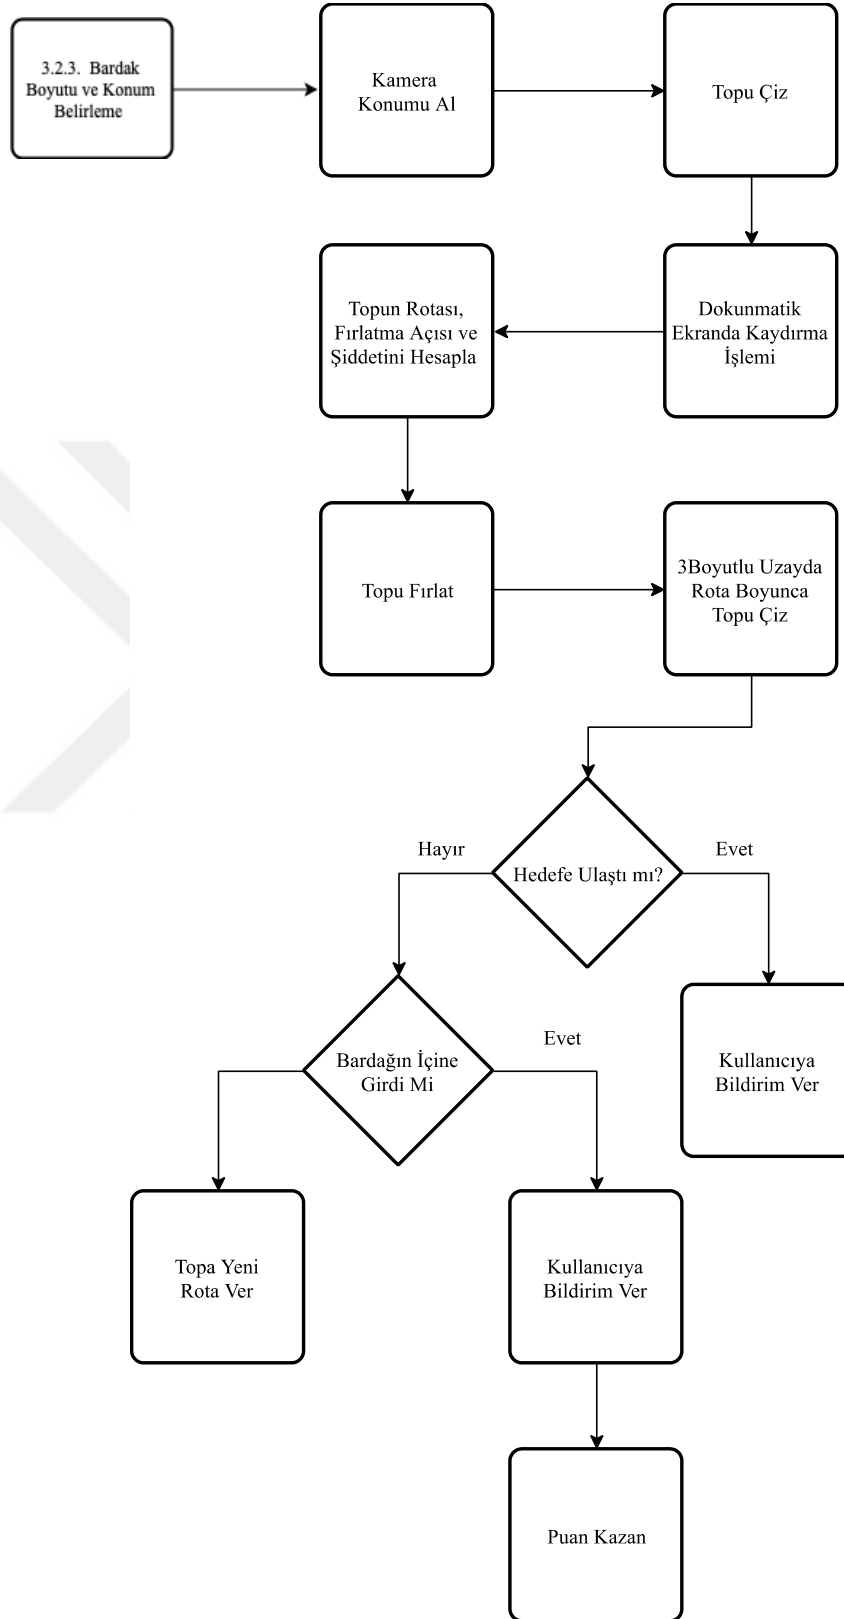 3.2.3. Bardak
Boyutu ve Konum
Belirleme
Kamera
Konumu Al
Topu Çiz
Topun Rotası,
Fırlatma Açısı ve
Şiddetini Hesapla
Dokunmatik
Ekranda Kaydırma
İşlemi
Topu Fırlat
3Boyutlu Uzayda
Rota Boyunca
Topu Çiz
Hayır
Evet
Hedefe Ulaştı mı?
Evet
Bardağın İçine
Girdi Mi
Kullanıcıya
Bildirim Ver
Topa Yeni
Rota Ver
Kullanıcıya
Bildirim Ver
Puan Kazan